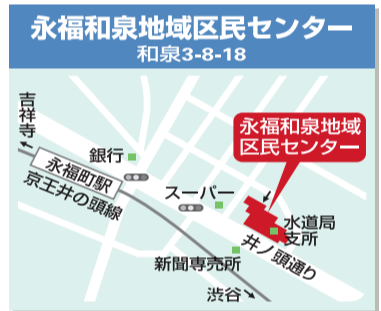 永福和泉地域区民センター
和泉3-8-18
吉祥寺
永福和泉地域
区民センター
銀行
永福町駅
京王井の頭線
スーパー
水道局
支所
井ノ頭通り
新聞専売所
渋谷